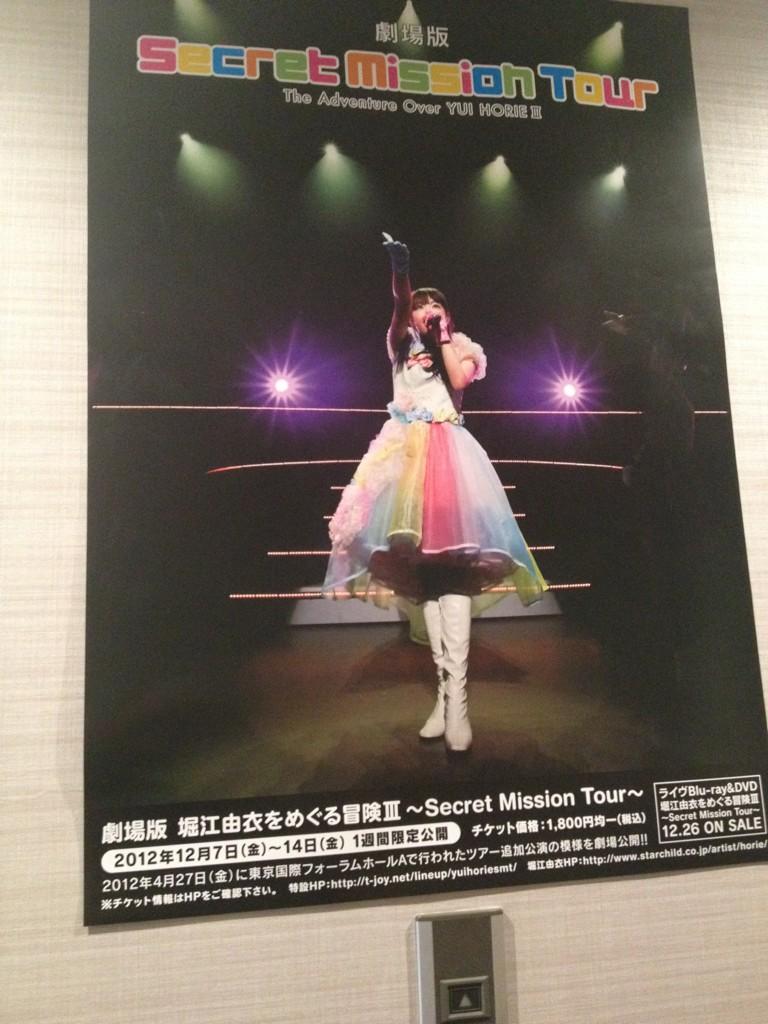 劇場版
Secret Mission Tour
The Adventure Over YUI HORIE Ⅲ
劇場版 堀江由衣をめぐる冒険Ⅲ ～Secret Mission Tour～
2012年12月7日(金)～14日(金) 1週間限定公開
チケット価格：1,800円均一(税込)
2012年4月27日(金)に東京国際フォーラムホールAで行われたツアー追加公演の模様を劇場公開!!
※チケット情報はHPをご確認下さい。 特設HP:http://t-joy.net/lineup/yuihoriesmt/ 堀江由衣HP:http://www.starchild.co.jp/artist/horie/
ライヴBlu-ray&DVD
堀江由衣をめぐる冒険Ⅲ
～Secret Mission Tour～
12.26 ON SALE